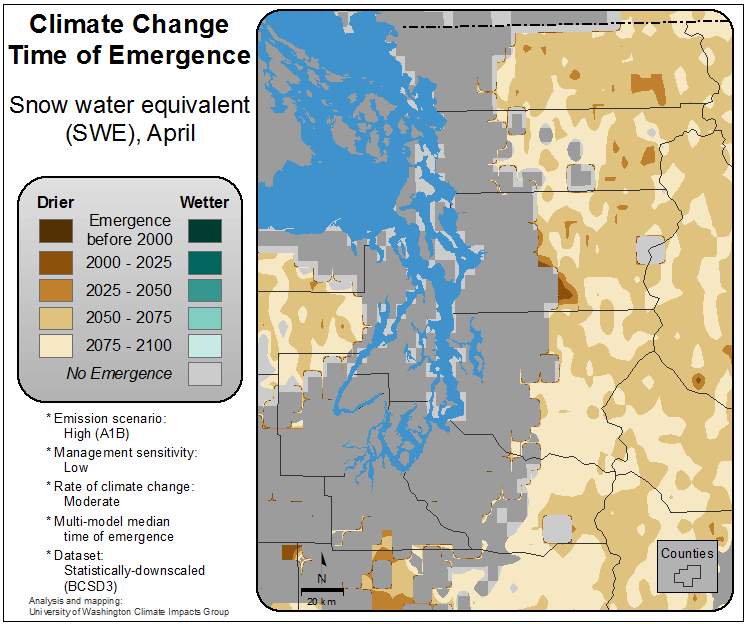 Climate Change
Time of Emergence
Snow water equivalent
(SWE), April
Drier
Wetter
Emergence
before 2000
2000 - 2025
2025 - 2050
2050 - 2075
2075 - 2100
No Emergence
* Emission scenario:
High (A1B)
* Management sensitivity:
Low
* Rate of climate change:
Moderate
* Multi-model median
time of emergence
* Dataset:
Statistically-downscaled
(BCSD3)
Analysis and mapping:
University of Washington Climate Impacts Group
N
20 km
Counties